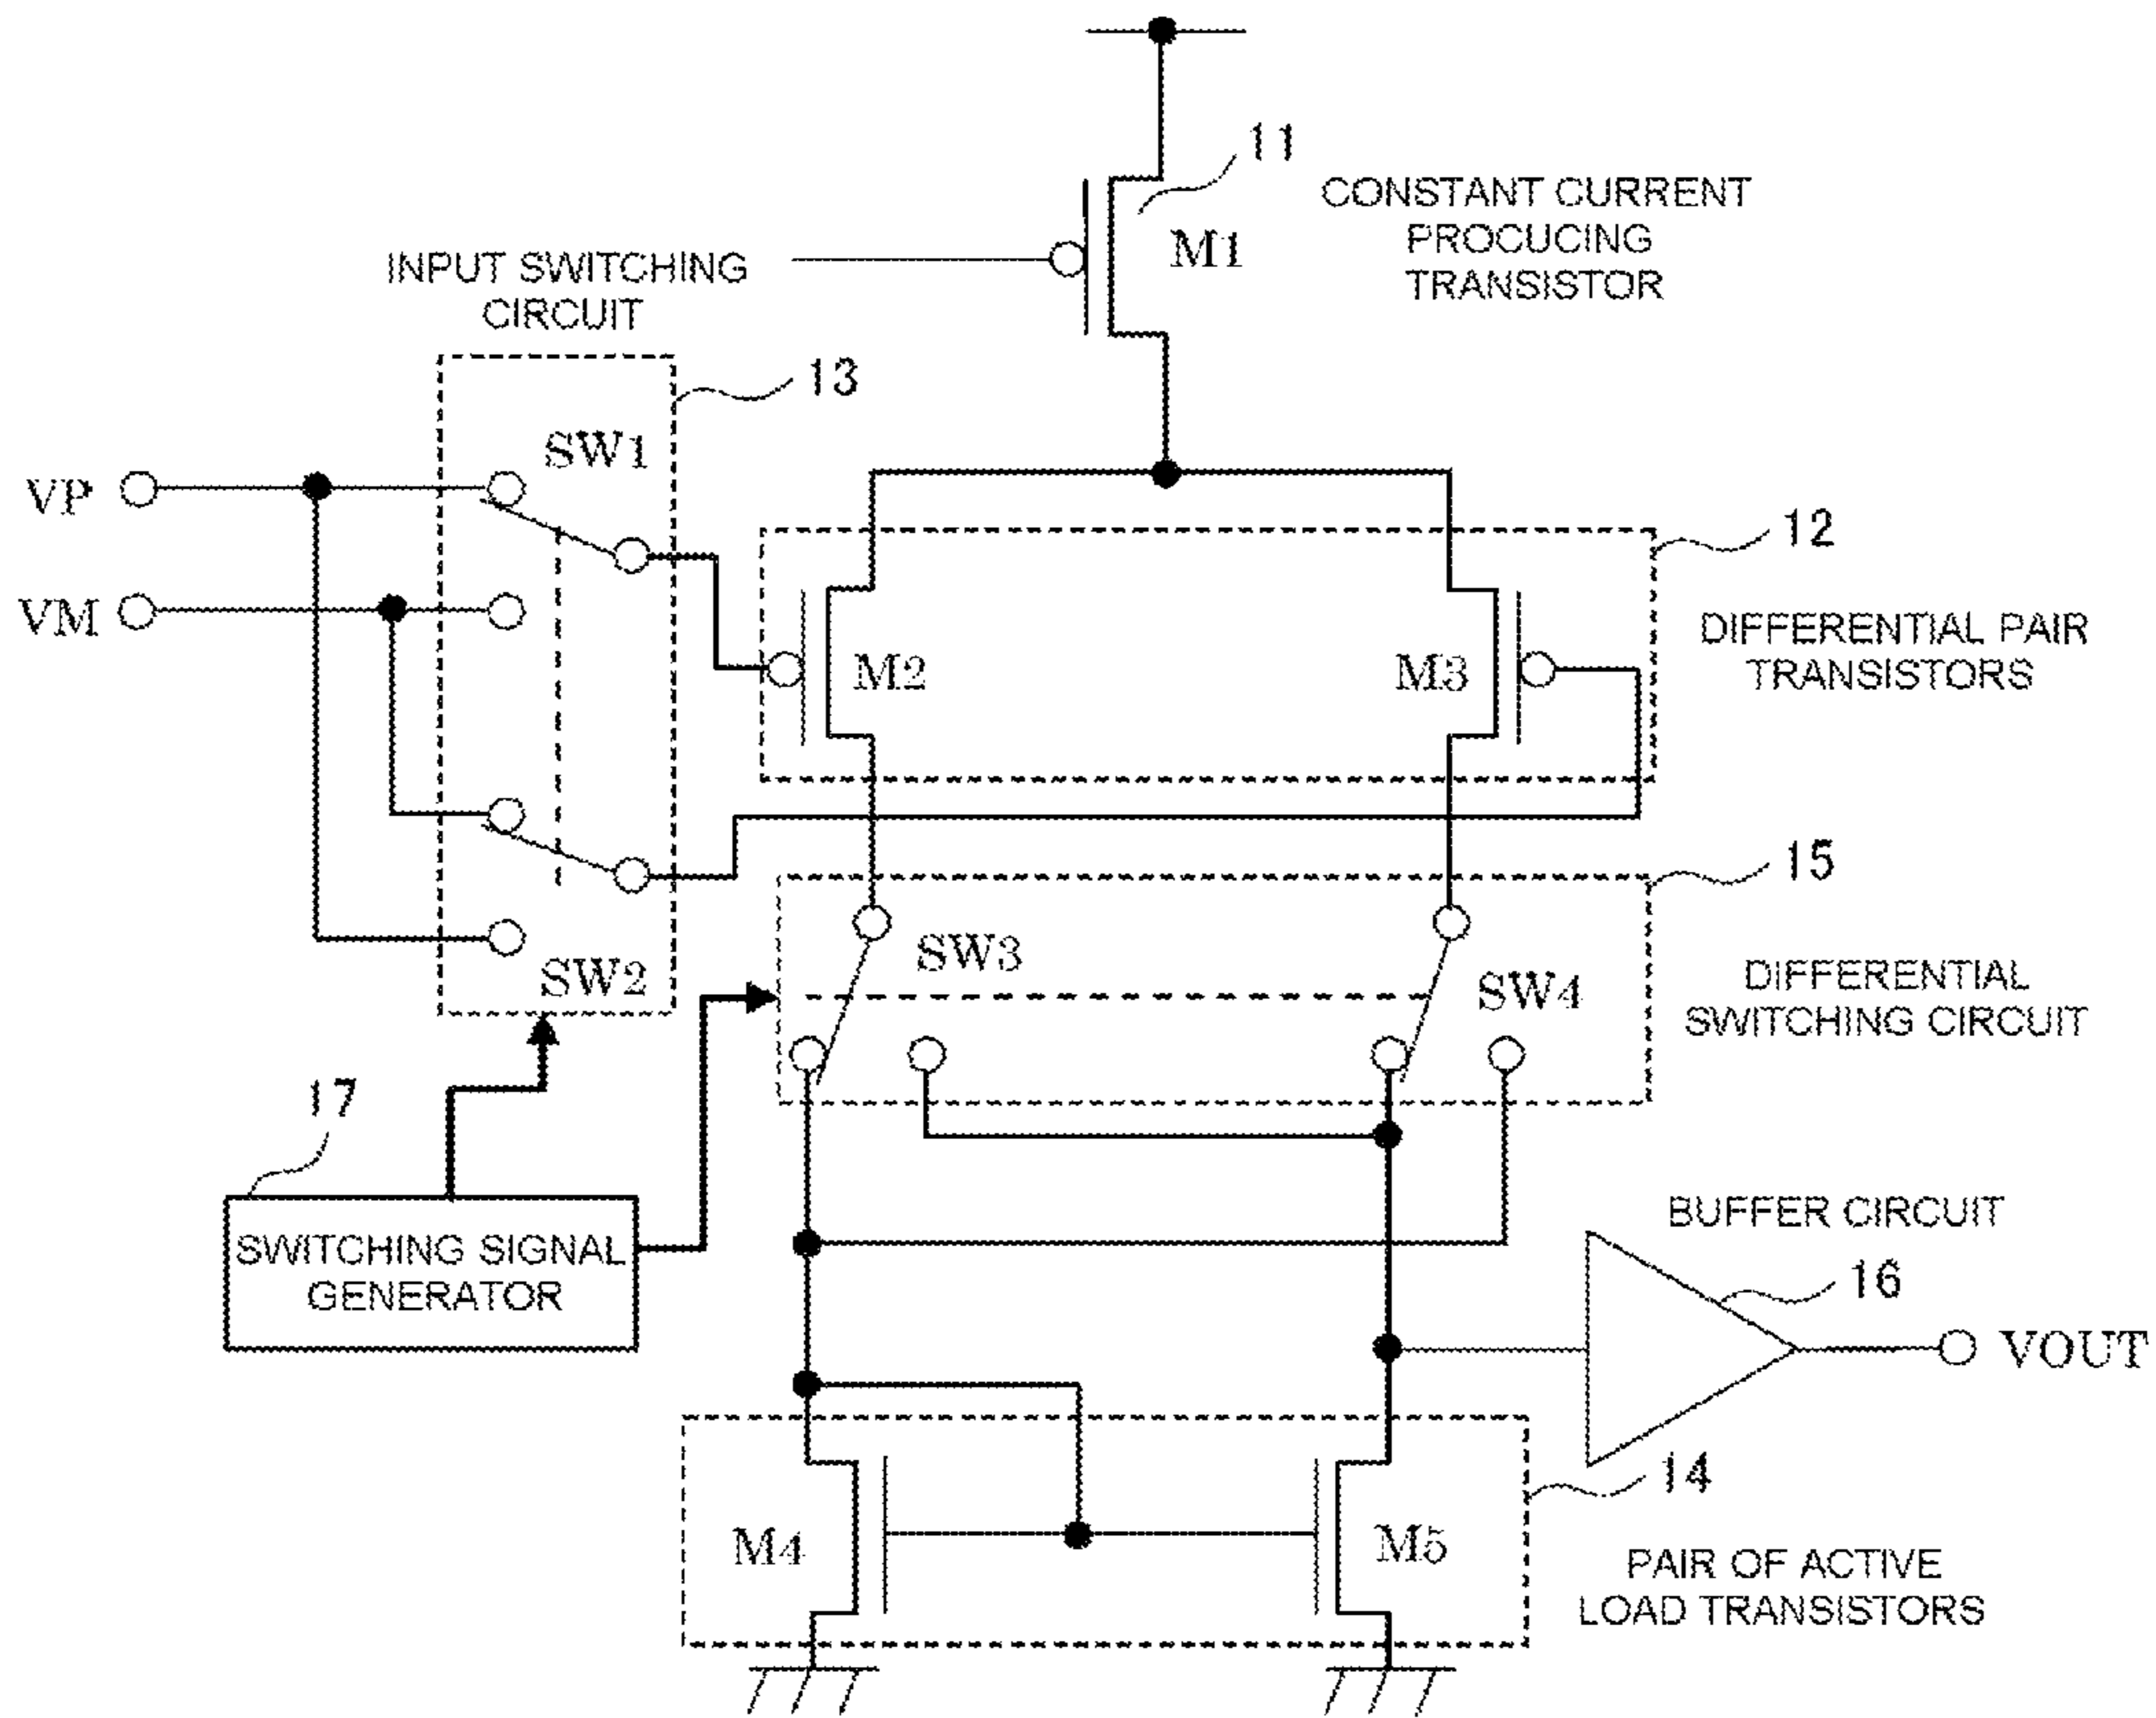 11
CONSTANT CURRENT
PROCUCING
TRANSISTOR
M1
INPUT SWITCHING
CIRCUIT
13
SW1
VP
12
VM
DIFFERENTIAL PAIR
TRANSISTORS
M2
M3
15
SW3
SW4
SW2
DIFFERENTIAL
SWITCHING CIRCUIT
17
SWITCHING SIGNAL
GENERATOR
BUFFER CIRCUIT
16
VOUT
14
M4
M5
PAIR OF ACTIVE
LOAD TRANSISTORS